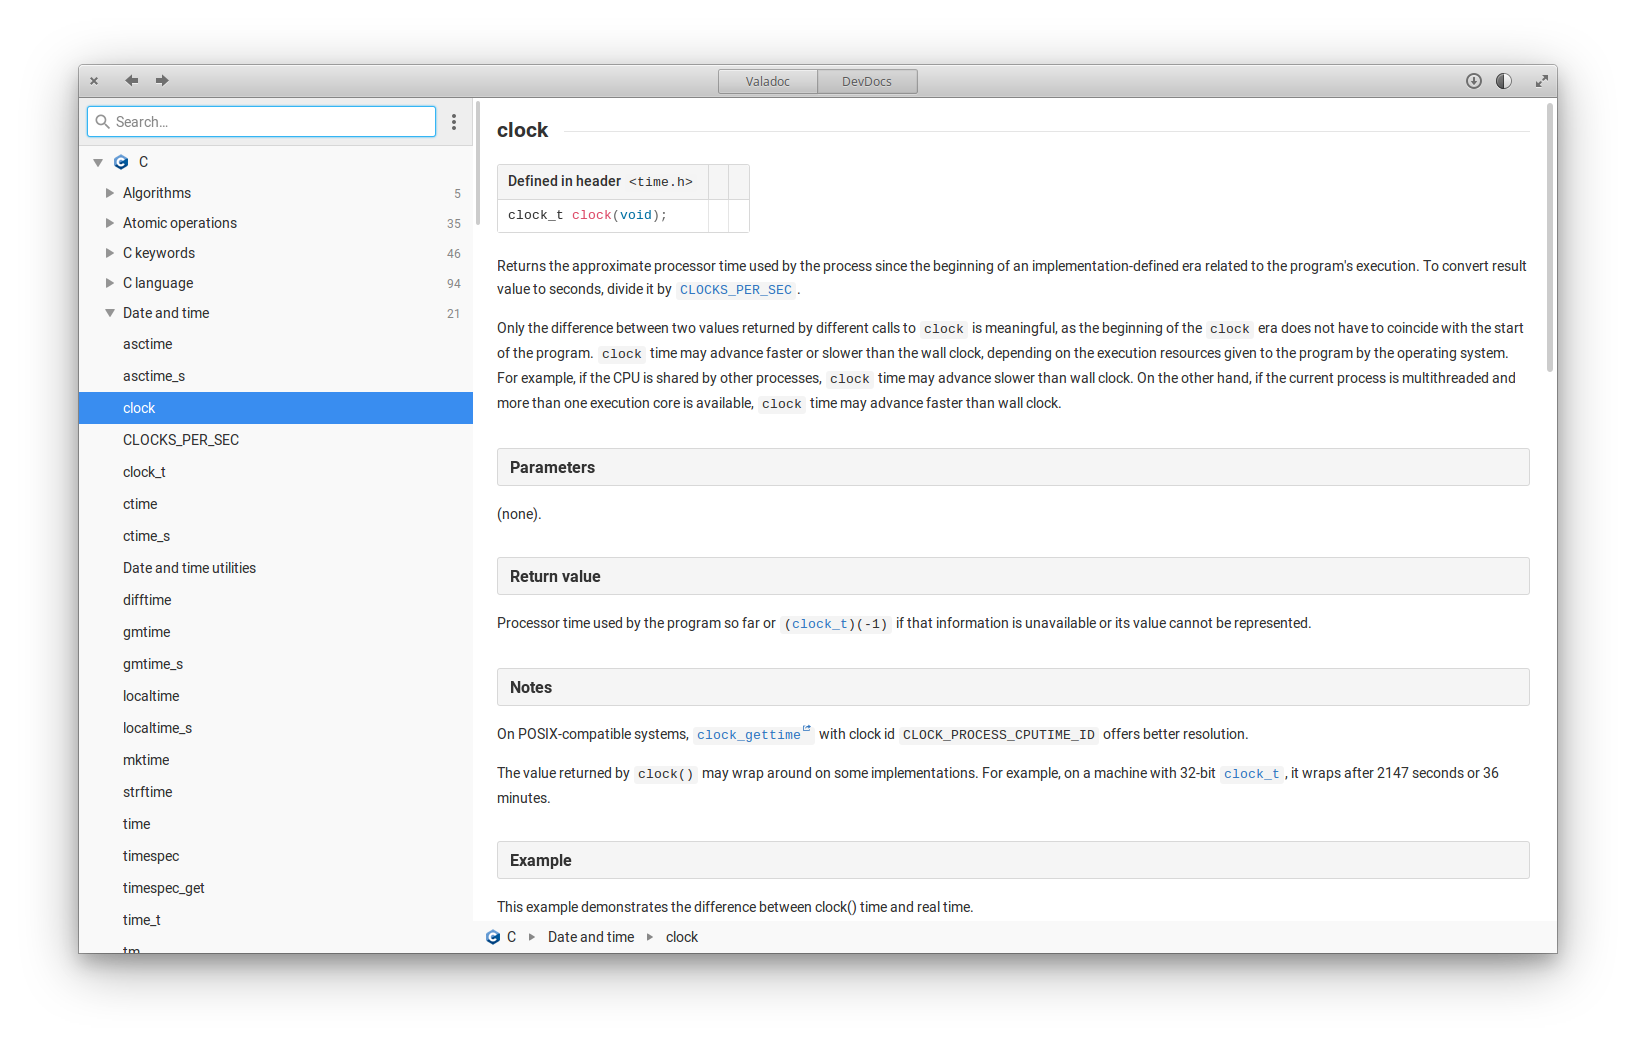 Valadoc DevDocs
Search...
C
Algorithms 5
Atomic operations 35
C keywords 46
C language 94
Date and time 21
asctime
asctime_s
clock
CLOCKS_PER_SEC
clock_t
ctime
ctime_s
Date and time utilities
difftime
gmtime
gmtime_s
localtime
localtime_s
mktime
strftime
time
timespec
timespec_get
time_t
tm
clock
Defined in header <time.h>
clock_t clock(void);
Returns the approximate processor time used by the process since the beginning of an implementation-defined era related to the program's execution. To convert result
value to seconds, divide it by CLOCKS_PER_SEC.
Only the difference between two values returned by different calls to clock is meaningful, as the beginning of the clock era does not have to coincide with the start
of the program. clock time may advance faster or slower than the wall clock, depending on the execution resources given to the program by the operating system.
For example, if the CPU is shared by other processes, clock time may advance slower than wall clock. On the other hand, if the current process is multithreaded and
more than one execution core is available, clock time may advance faster than wall clock.
Parameters
(none).
Return value
Processor time used by the program so far or (clock_t)(-1) if that information is unavailable or its value cannot be represented.
Notes
On POSIX-compatible systems, clock_gettime with clock id CLOCK_PROCESS_CPUTIME_ID offers better resolution.
The value returned by clock() may wrap around on some implementations. For example, on a machine with 32-bit clock_t, it wraps after 2147 seconds or 36
minutes.
Example
This example demonstrates the difference between clock() time and real time.
C Date and time clock